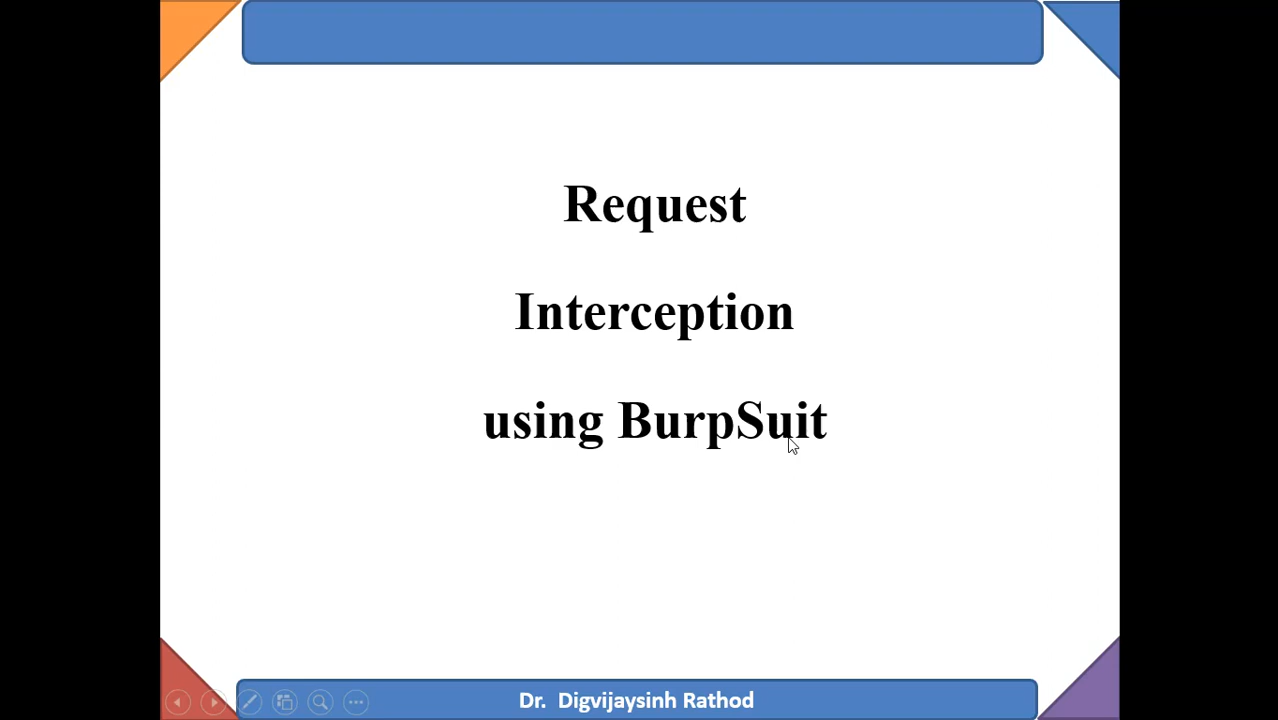 Request
Interception
using BurpSuit
Dr. Digvijaysinh Rathod